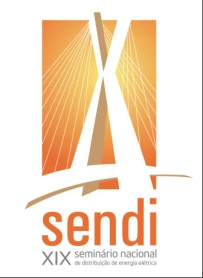 sendi
XIX seminário nacional
de distribuição de energia elétrica